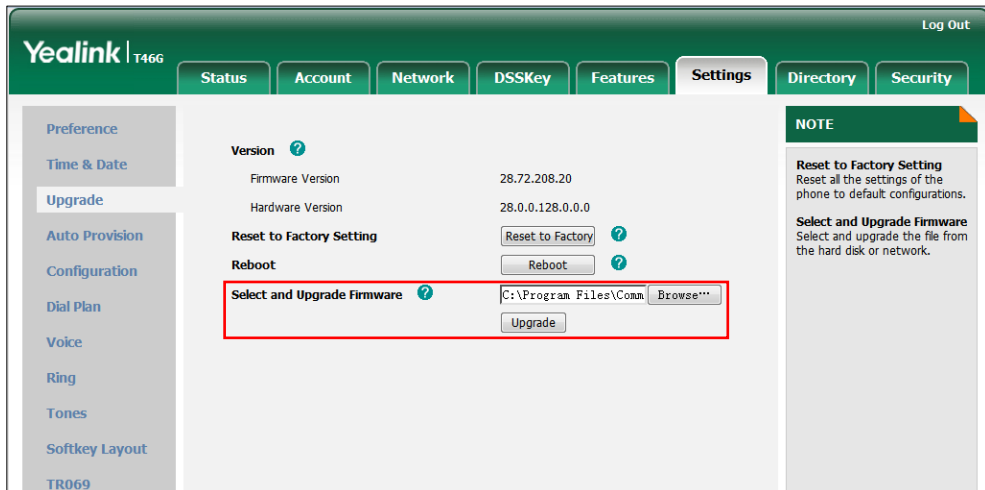 Log Out
Yealink T46G
Status Account Network DSSKey Features Settings Directory Security
Preference
Time & Date
Upgrade
Auto Provision
Configuration
Dial Plan
Voice
Ring
Tones
Softkey Layout
TR069
Version ?
Firmware Version 28.72.208.20
Hardware Version 28.0.0.128.0.0.0
Reset to Factory Setting Reset to Factory ?
Reboot Reboot ?
Select and Upgrade Firmware ? C:\Program Files\Comm Browse...
Upgrade
NOTE
Reset to Factory Setting
Reset all the settings of the
phone to default configurations.
Select and Upgrade Firmware
Select and upgrade the file from
the hard disk or network.